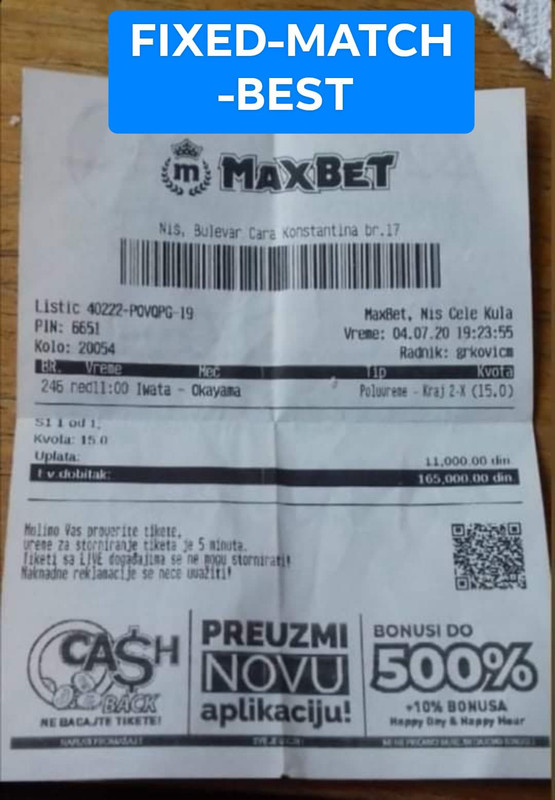 FIXED-MATCH
-BEST
m MAXBET
Nis, Bulevar Cara Konstantina br.17
Listic 40222-POVQPG-19
MaxBet, Nis Cele Kula
PIN: 6651
Vreme: 04.07.20 19:23:55
Kolo: 20054
Radnik: grkovicm
BR. Vreme Meč Tip Kvota
246 ned11:00 Iwata - Okayama Poluvreme - Kraj 2-X (15.0)
S1 1 od 1,
Kvota: 15.0
Uplata: 11,000.00 din
Ev.dobitak: 165,000.00 din.
Molimo Vas proverite tikete,
vreme za storniranje tiketa je 5 minuta.
Tiketi sa LIVE događajima se ne mogu stornirati!
Naknadne reklamacije se nece uvažiti!
CA$H
BACK
NE BACAJTE TIKETE!
PREUZMI
NOVU
aplikaciju!
BONUSI DO
500%
+10% BONUSA
Happy Day & Happy Hour